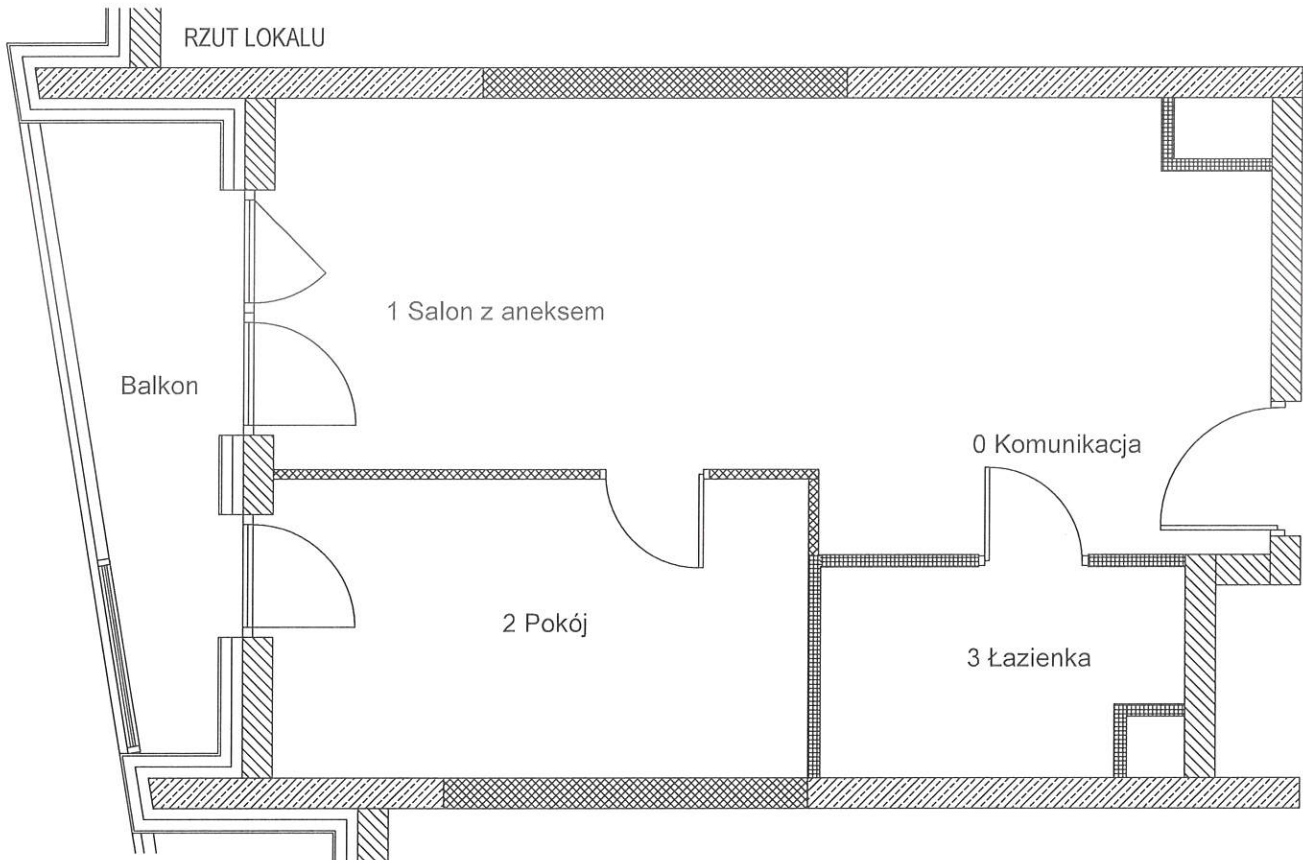 RZUT LOKALU
1 Salon z aneksem
Balkon
0 Komunikacja
2 Pokój
3 Łazienka